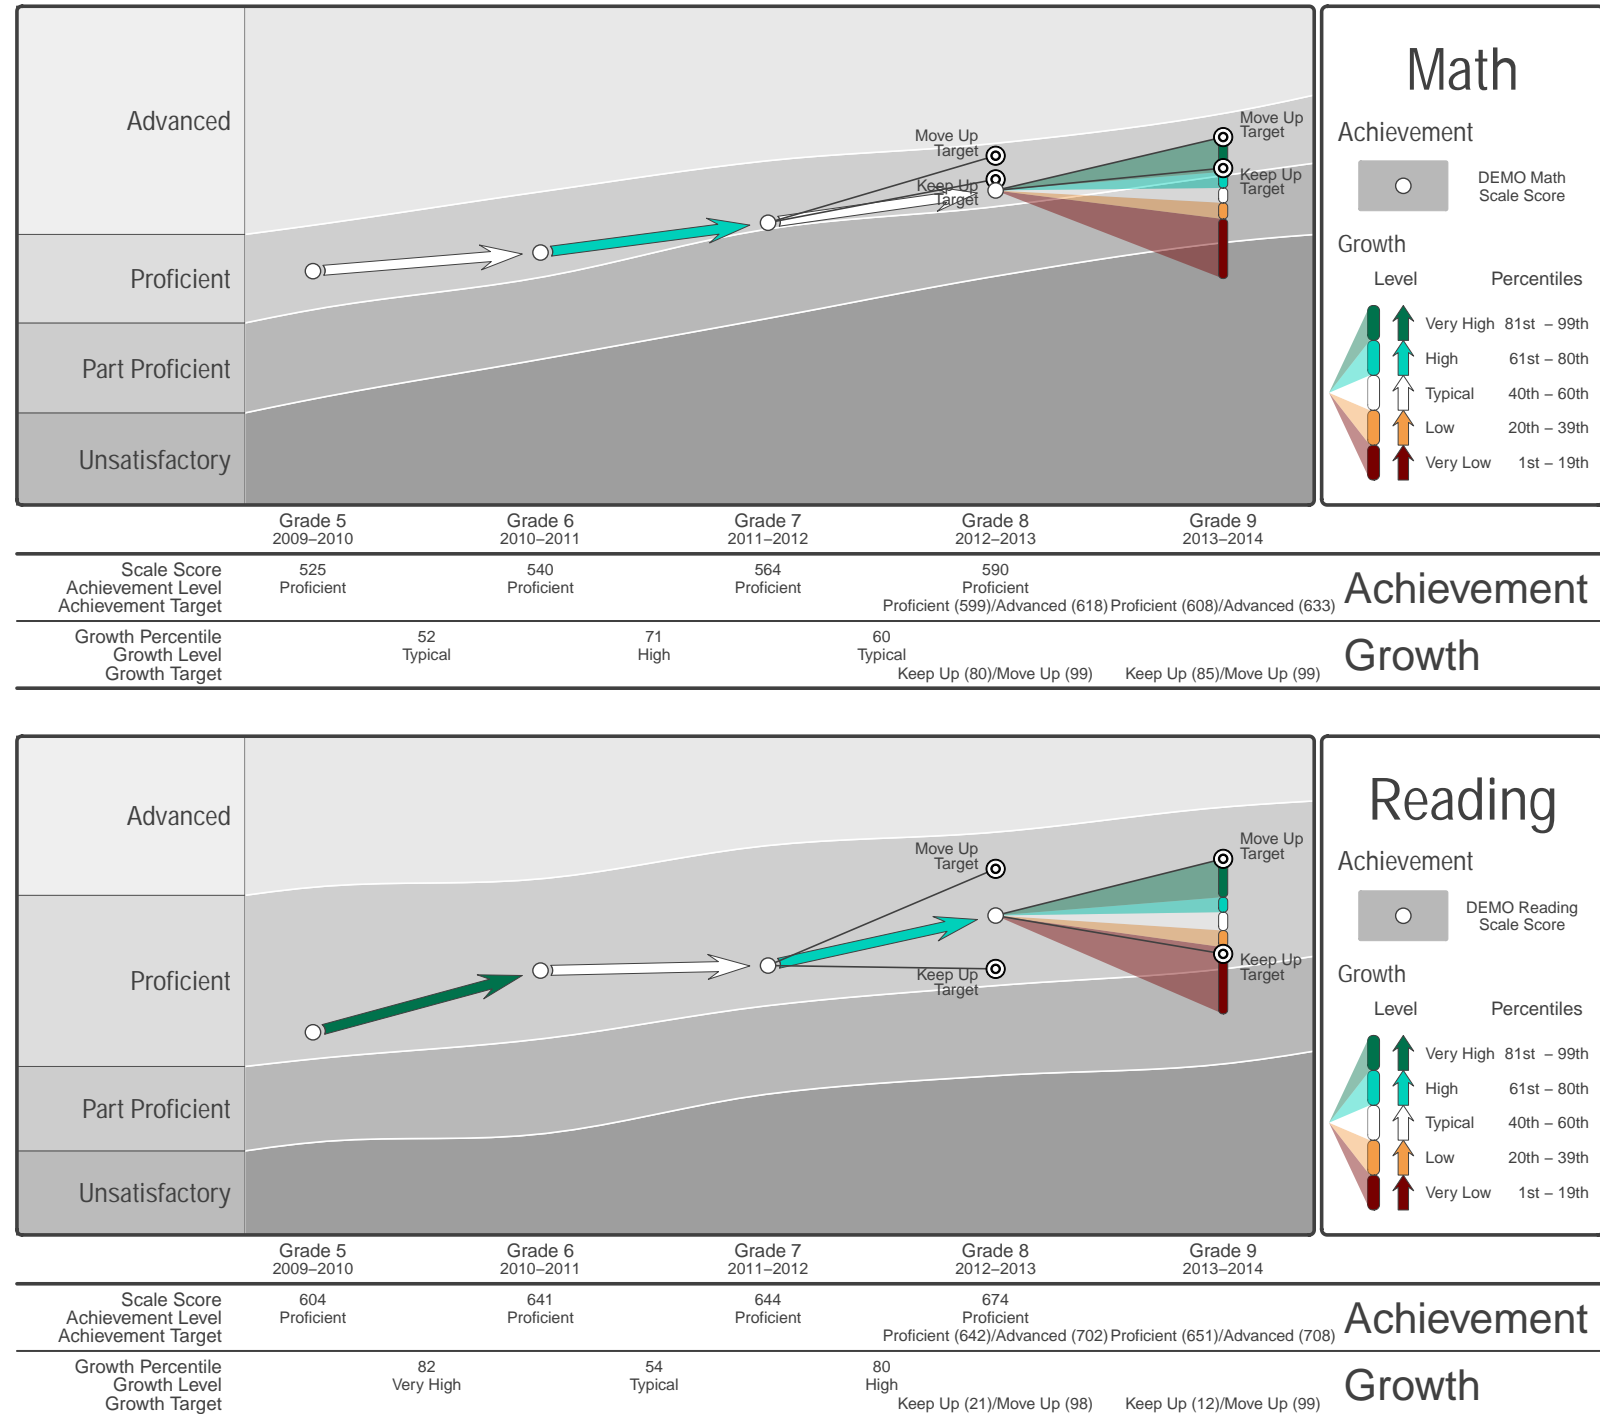 Math
Advanced
Proficient
Part Proficient
Unsatisfactory
Move Up
Target
Keep Up
Target
Move Up
Target
Keep Up
Target
Achievement
DEMO Math
Scale Score
Growth
Level Percentiles
Very High 81st – 99th
High 61st – 80th
Typical 40th – 60th
Low 20th – 39th
Very Low 1st – 19th
Grade 5 Grade 6 Grade 7 Grade 8 Grade 9
2009–2010 2010–2011 2011–2012 2012–2013 2013–2014
Scale Score 525 540 564 590
Achievement Level Proficient Proficient Proficient Proficient
Achievement Target Proficient (599)/Advanced (618) Proficient (608)/Advanced (633)
Achievement
Growth Percentile 52 71 60
Growth Level Typical High Typical
Growth Target Keep Up (80)/Move Up (99) Keep Up (85)/Move Up (99)
Growth
Reading
Advanced
Proficient
Part Proficient
Unsatisfactory
Move Up
Target
Keep Up
Target
Move Up
Target
Keep Up
Target
Achievement
DEMO Reading
Scale Score
Growth
Level Percentiles
Very High 81st – 99th
High 61st – 80th
Typical 40th – 60th
Low 20th – 39th
Very Low 1st – 19th
Grade 5 Grade 6 Grade 7 Grade 8 Grade 9
2009–2010 2010–2011 2011–2012 2012–2013 2013–2014
Scale Score 604 641 644 674
Achievement Level Proficient Proficient Proficient Proficient
Achievement Target Proficient (642)/Advanced (702) Proficient (651)/Advanced (708)
Achievement
Growth Percentile 82 54 80
Growth Level Very High Typical High
Growth Target Keep Up (21)/Move Up (98) Keep Up (12)/Move Up (99)
Growth